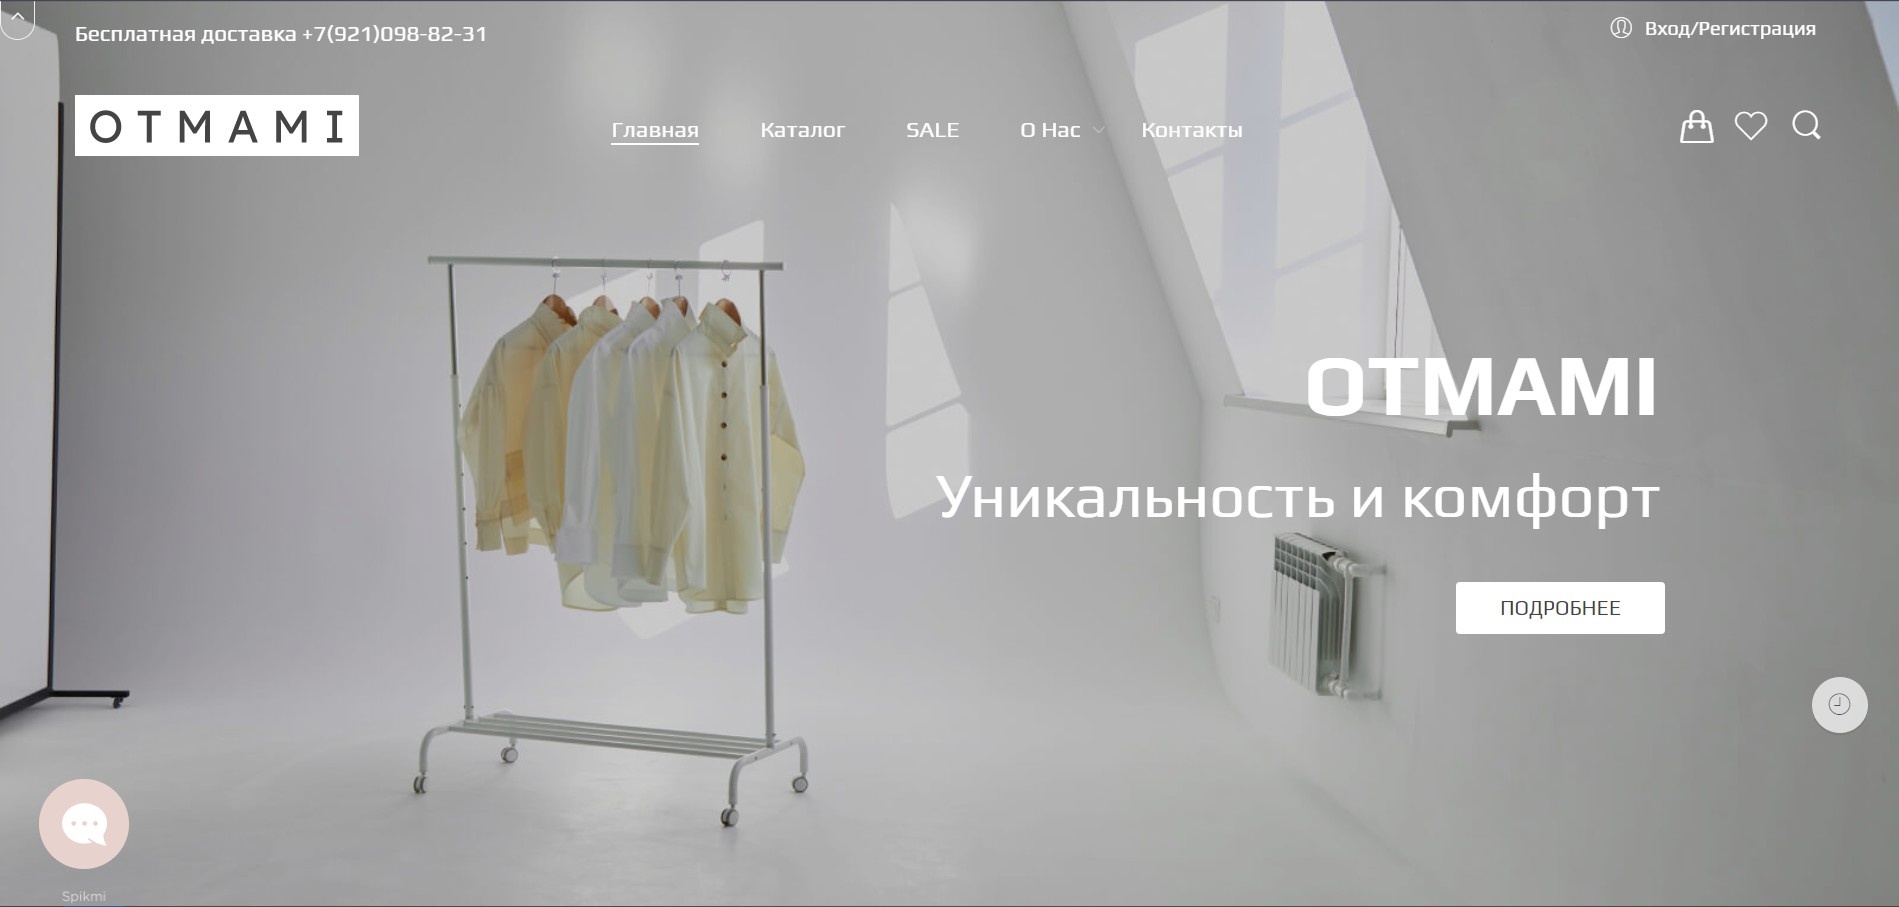 Бесплатная доставка +7(921)098-82-31
Вход/Регистрация
OTMAMI
Главная Каталог SALE О Нас Контакты
OTMAMI
Уникальность и комфорт
ПОДРОБНЕЕ
Spikmi